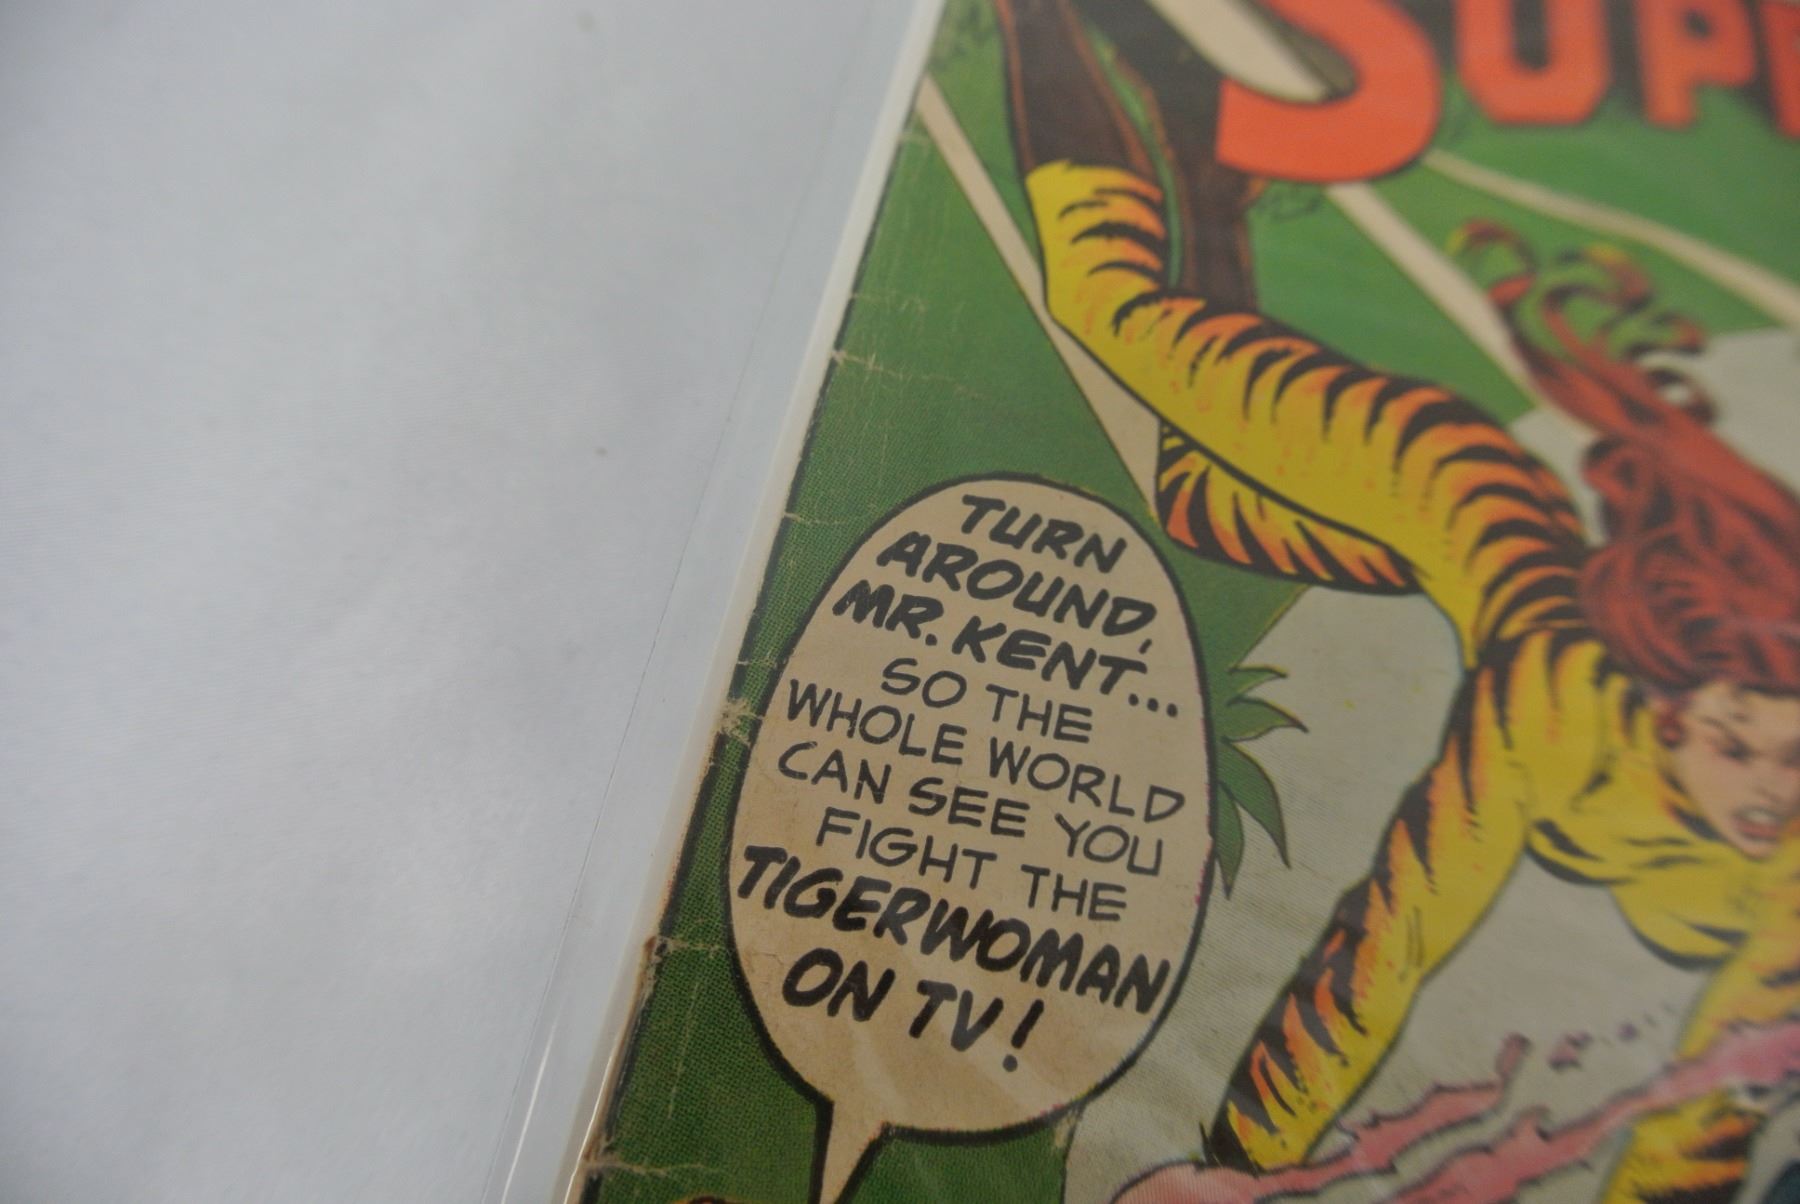 SUP
TURN
AROUND,
MR. KENT...
SO THE
WHOLE WORLD
CAN SEE YOU
FIGHT THE
TIGERWOMAN
ON TV!